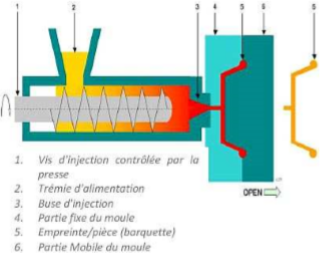 1 2 3 4 5 6 5
OPEN
1. Vis d'injection contrôlée par la
presse
2. Trémie d'alimentation
3. Buse d'injection
4. Partie fixe du moule
5. Empreinte/pièce (barquette)
6. Partie Mobile du moule